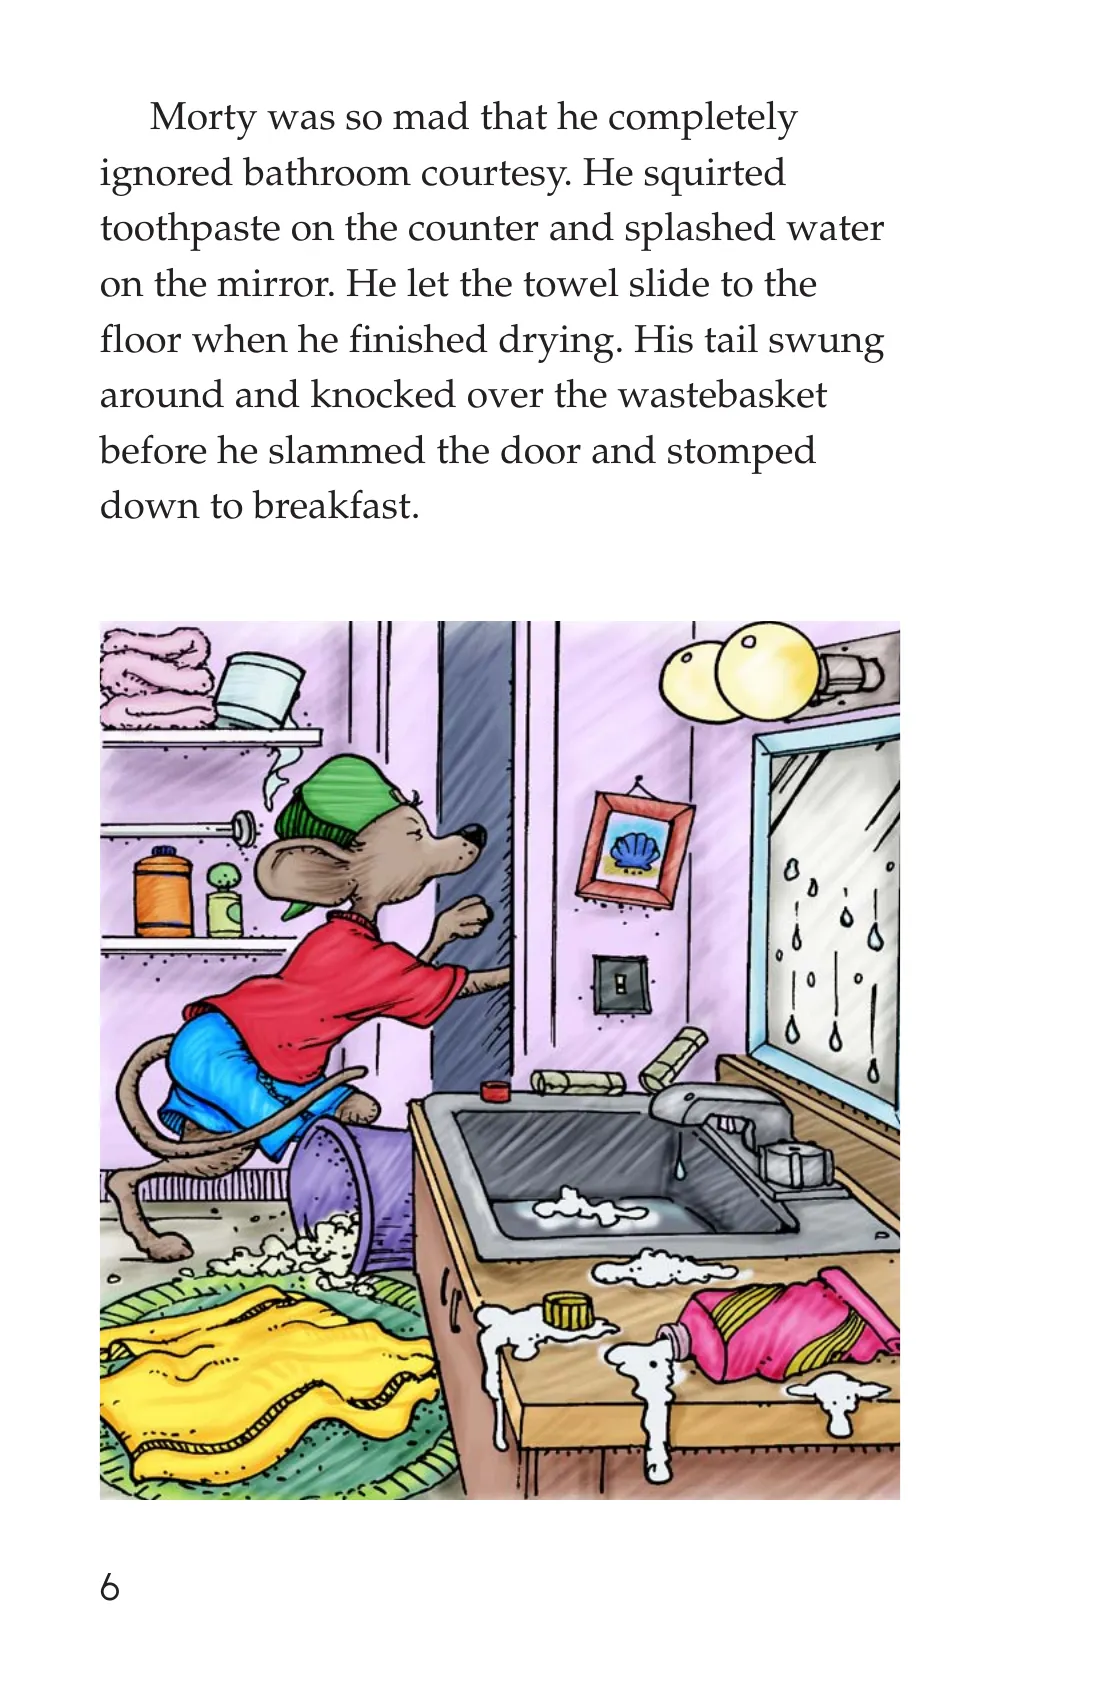 Morty was so mad that he completely
ignored bathroom courtesy. He squirted
toothpaste on the counter and splashed water
on the mirror. He let the towel slide to the
floor when he finished drying. His tail swung
around and knocked over the wastebasket
before he slammed the door and stomped
down to breakfast.
6